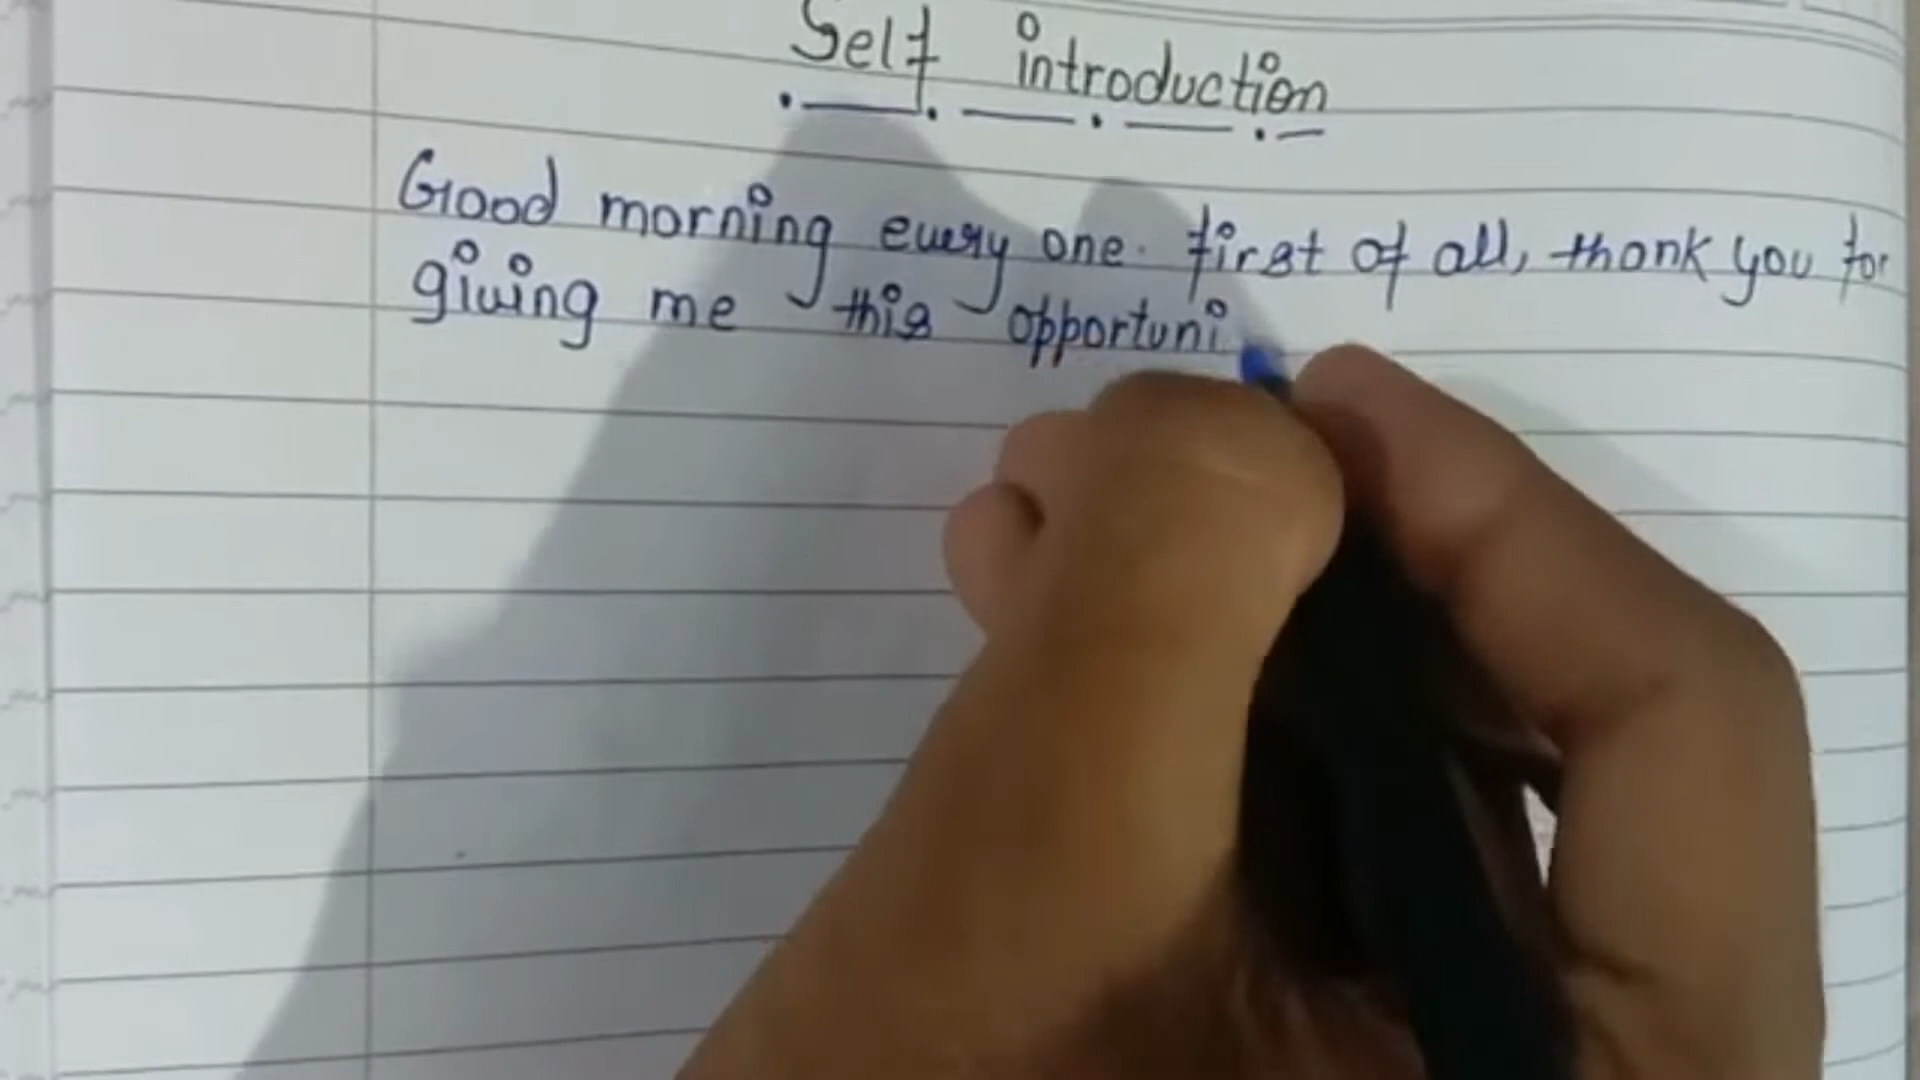 Self introduction
Good morning every one. first of all, thank you for
giving me this opportuni